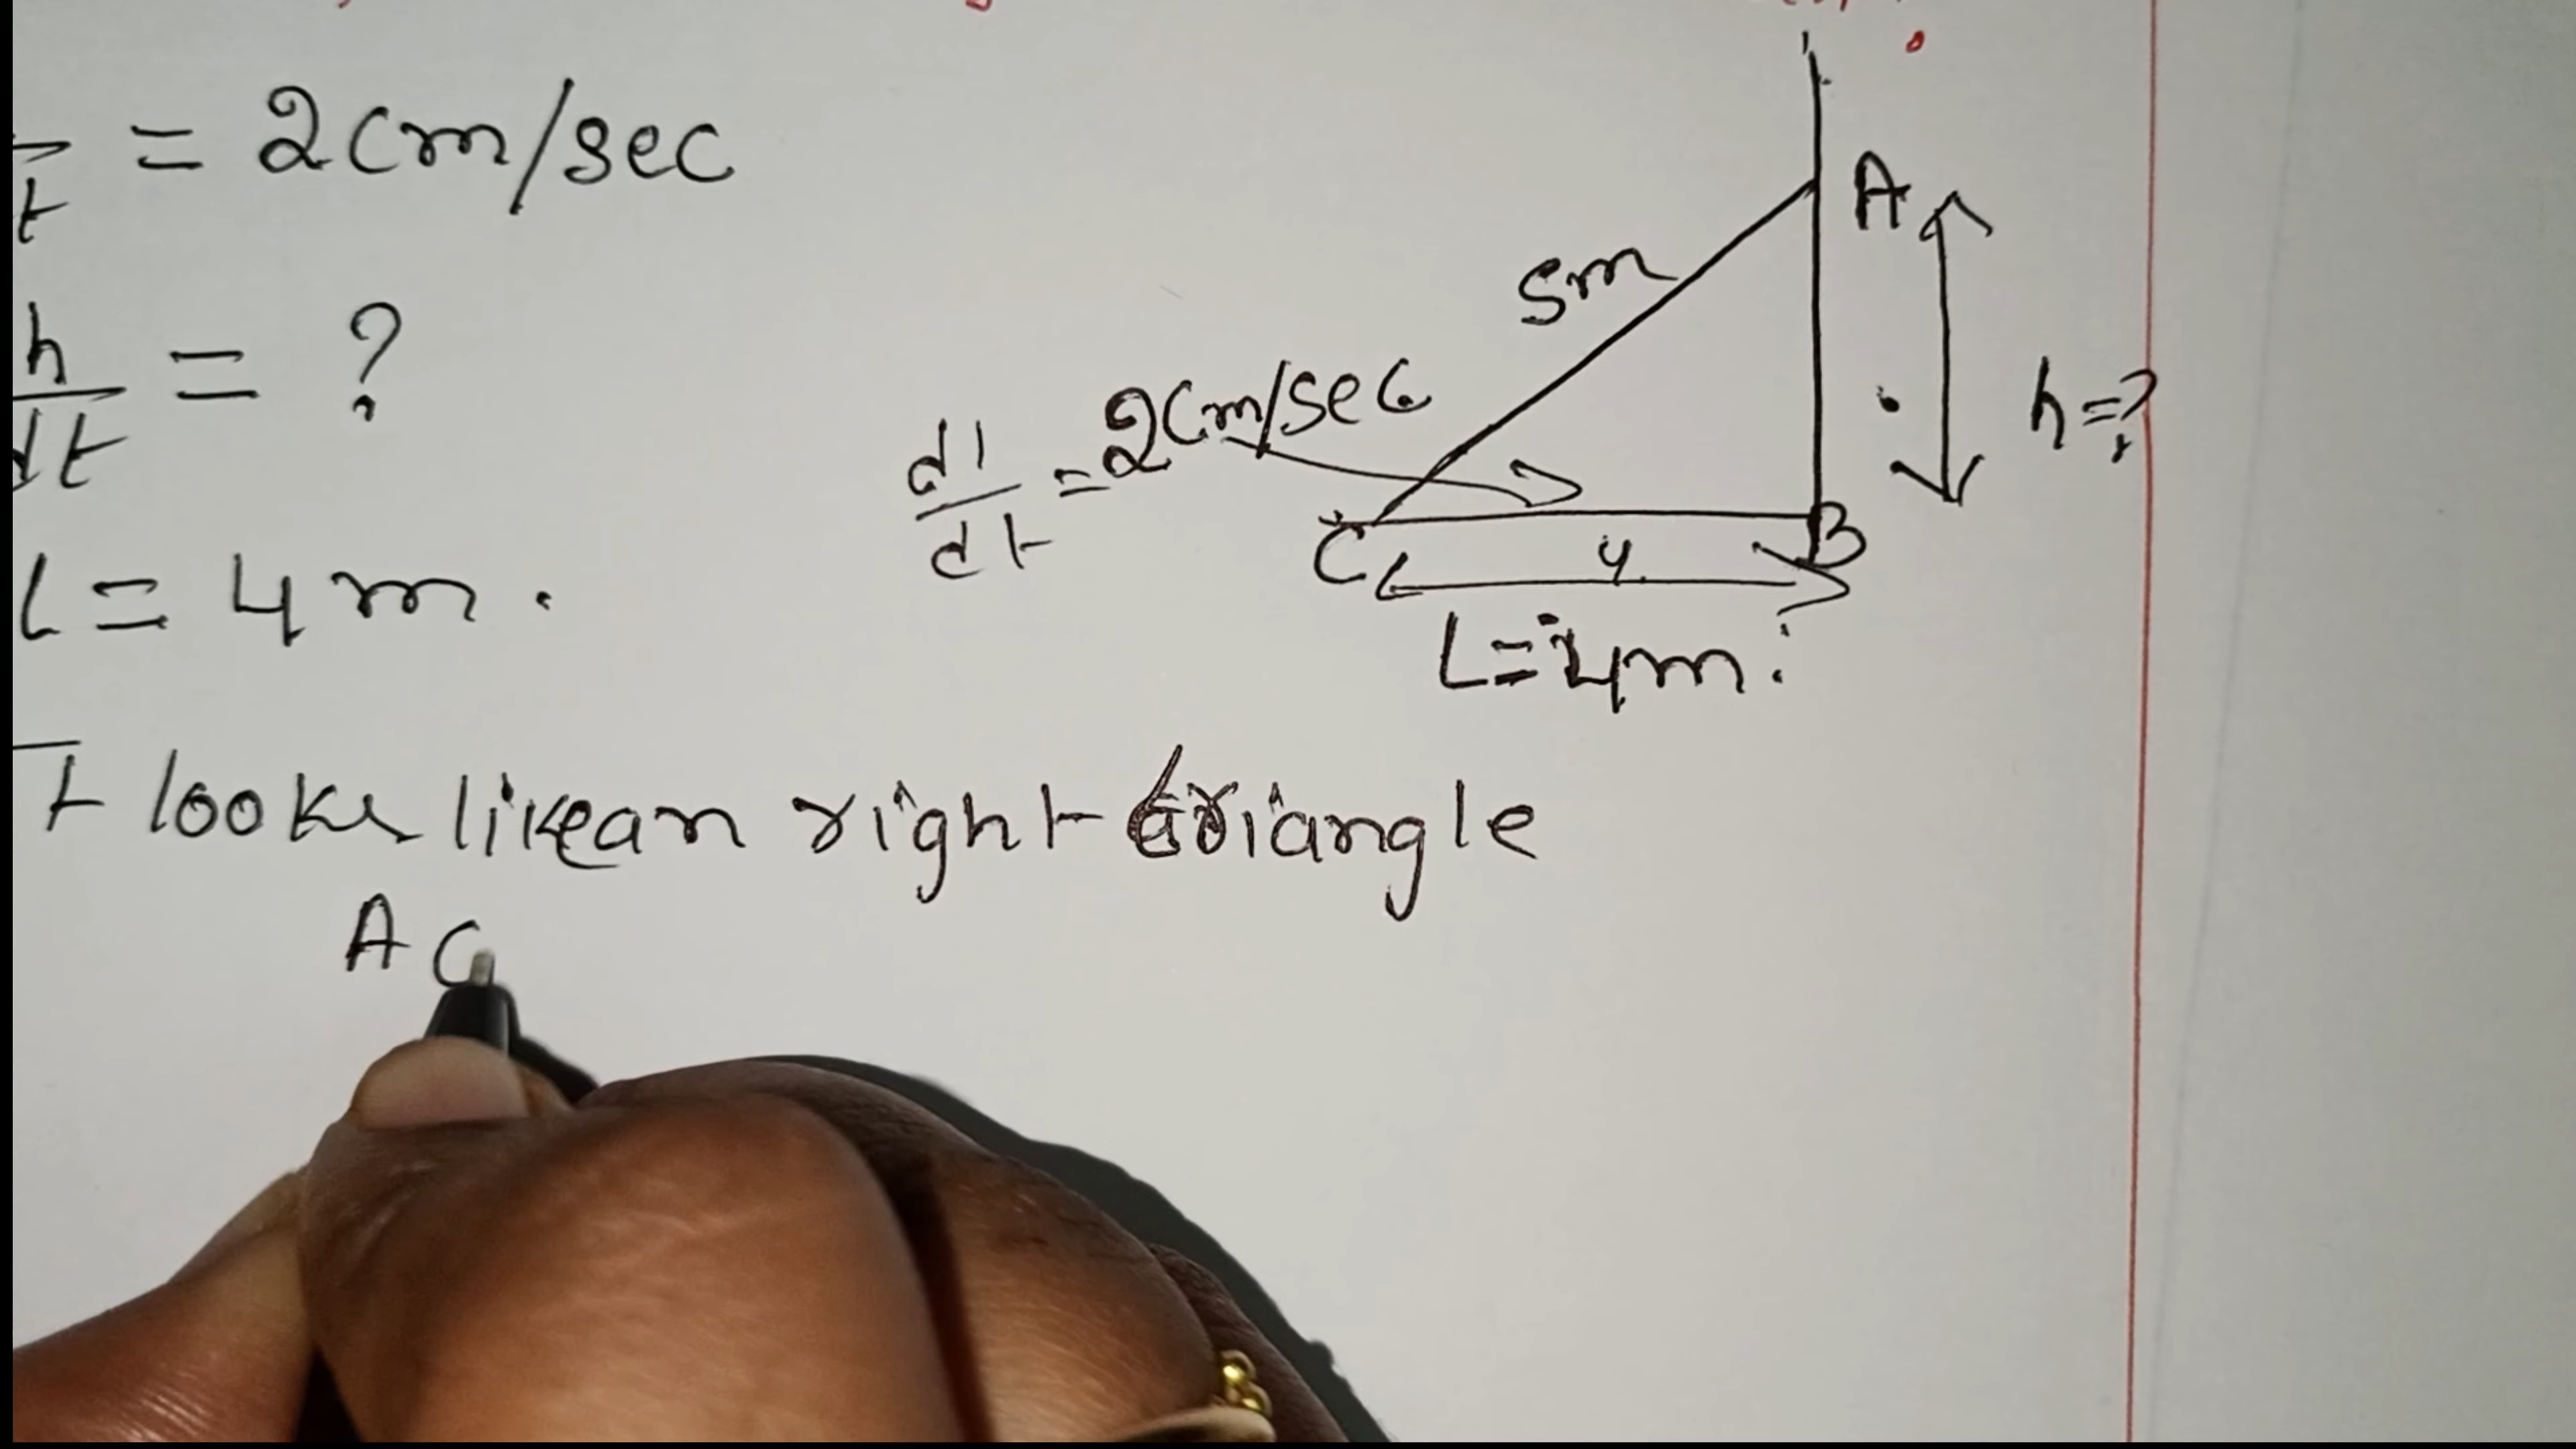 = 2cm/sec
h/dt = ?
l = 4m.
looks like an right triangle
AC
A
5m
dl/dt = 2cm/sec
h=?
C
B
4
L=4m.